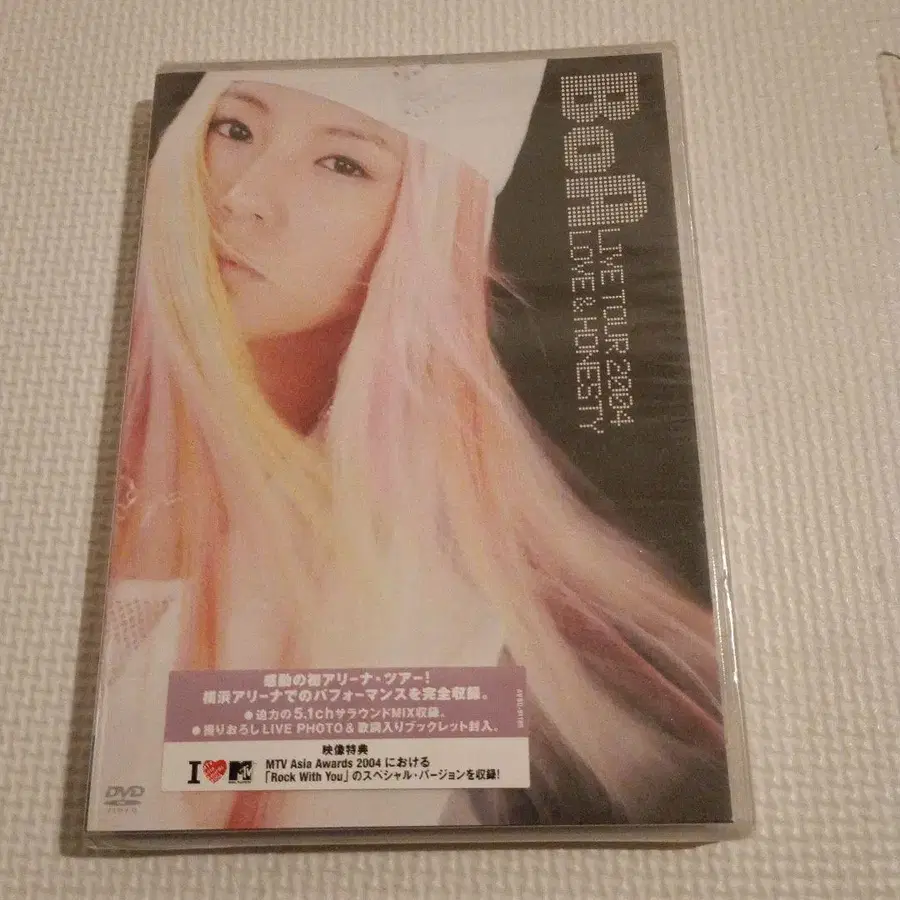 BoA
LIVE TOUR 2004
LOVE & HONESTY
感動の初アリーナ・ツアー!
横浜アリーナでのパフォーマンスを完全収録。
● 迫力の5.1chサラウンドMIX収録。
● 撮りおろしLIVE PHOTO & 歌詞入りブックレット封入。
映像特典
I MTV
MTV Asia Awards 2004 における
「Rock With You」のスペシャル・バージョンを収録!
DVD
VIDEO